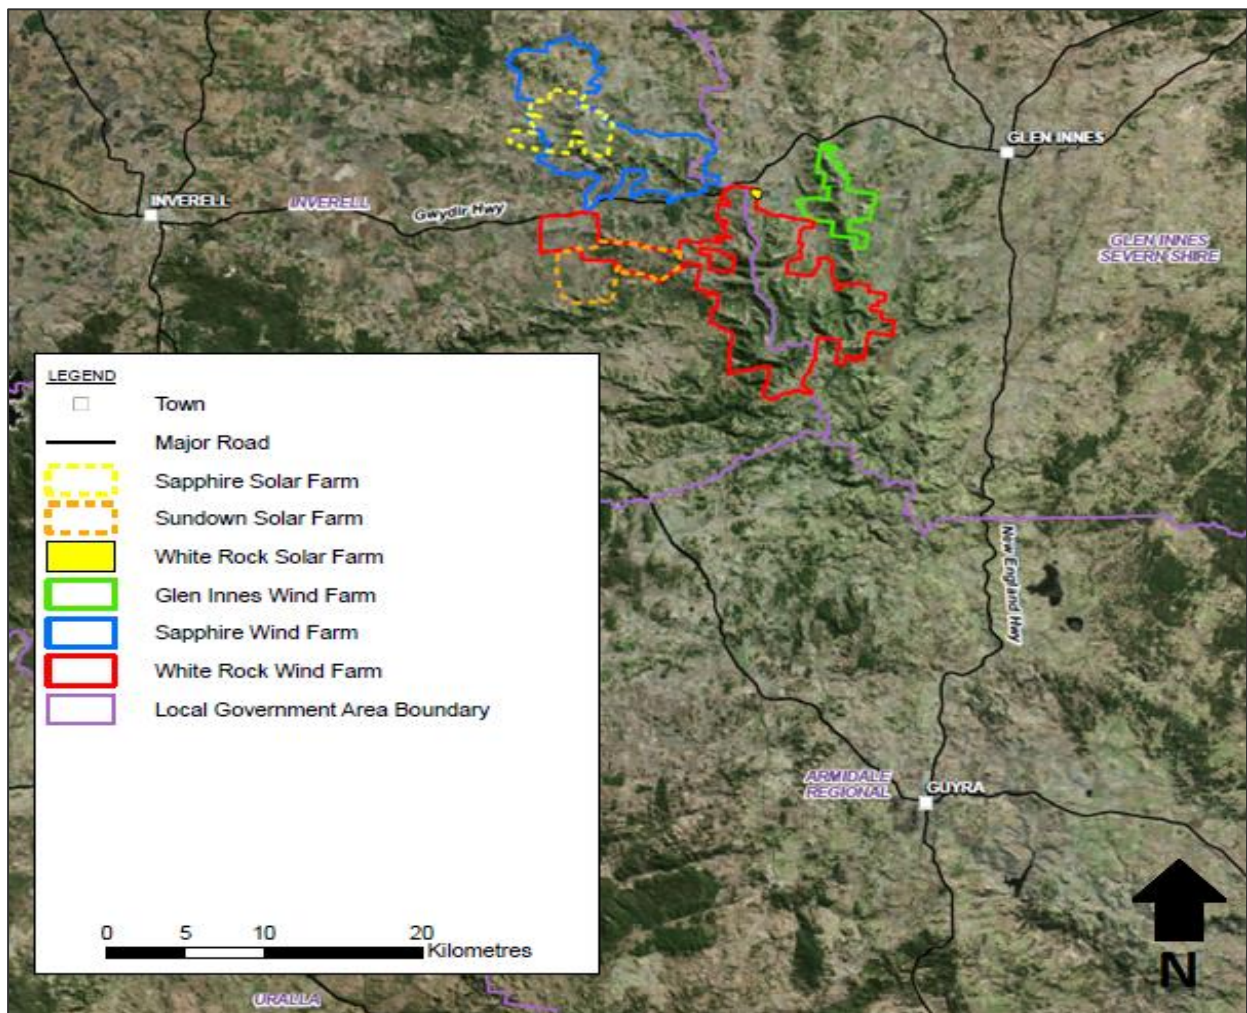 GLEN INNES
INVERELL
INVERELL
Gwydir Hwy
GLEN INNES
SEVERN SHIRE
LEGEND
Town
Major Road
Sapphire Solar Farm
Sundown Solar Farm
White Rock Solar Farm
Glen Innes Wind Farm
Sapphire Wind Farm
White Rock Wind Farm
Local Government Area Boundary
New England Hwy
ARMIDALE
REGIONAL
GUYRA
0 5 10 20
Kilometres
N
URALLA